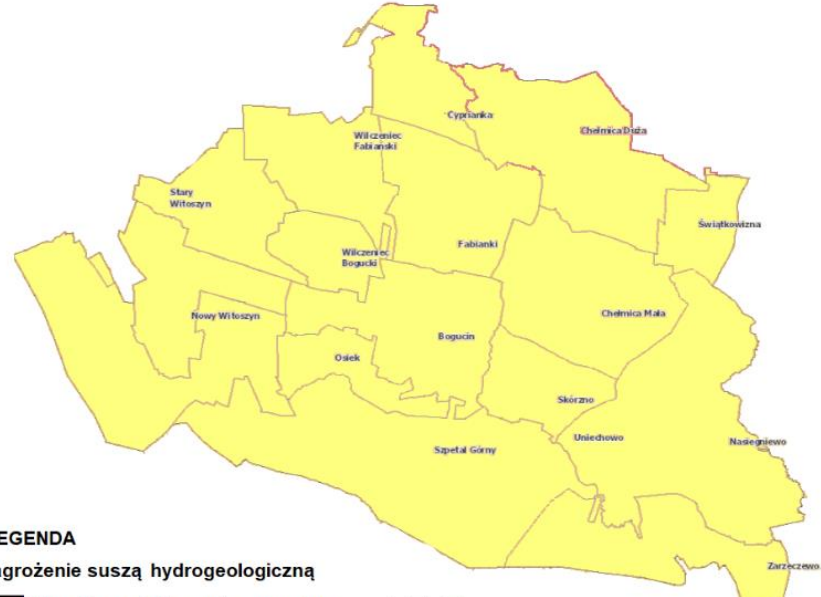 Cyprianka
Chełmica Duża
Wilczeniec
Fabiański
Stary
Witoszyn
Świątkowizna
Fabianki
Wilczeniec
Bogucki
Nowy Witoszyn
Chełmica Mała
Bogucin
Osiek
Skórzno
Uniechowo
Nasiegniewo
Szpetal Górny
EGENDA
agrożenie suszą hydrogeologiczną
Zarzeczewo